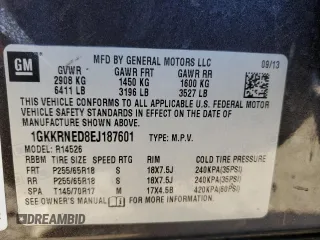 GM
MFD BY GENERAL MOTORS LLC
09/13
GVWR GAWR FRT GAWR RR
2908 KG 1450 KG 1600 KG
6411 LB 3196 LB 3527 LB
THIS VEHICLE CONFORMS TO ALL APPLICABLE U.S. FEDERAL MOTOR
VEHICLE SAFETY STANDARDS IN EFFECT ON THE DATE OF
MANUFACTURE SHOWN ABOVE.
1GKKRNED8EJ187601 TYPE: M.P.V.
MODEL: R14526
RBBM TIRE SIZE SPEED RTG RIM COLD TIRE PRESSURE
FRT P255/65R18 S 18X7.5J 240KPA(35PSI)
RR P255/65R18 S 18X7.5J 240KPA(35PSI)
SPA T145/70R17 M 17X4.5B 420KPA(60PSI)
SEE OWNER'S MANUAL
©RAMBID.COM